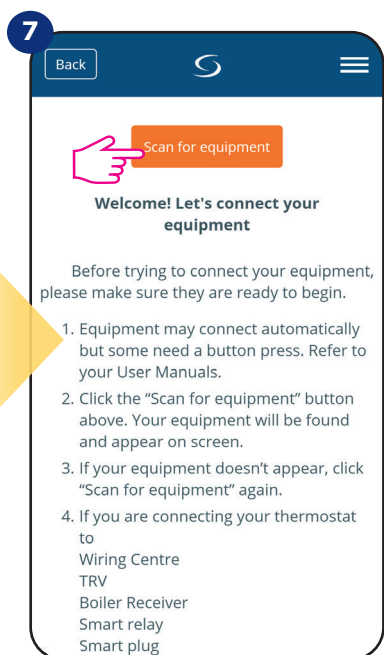 7
Back
Scan for equipment
Welcome! Let's connect your
equipment
Before trying to connect your equipment,
please make sure they are ready to begin.
1. Equipment may connect automatically
but some need a button press. Refer to
your User Manuals.
2. Click the “Scan for equipment” button
above. Your equipment will be found
and appear on screen.
3. If your equipment doesn’t appear, click
“Scan for equipment” again.
4. If you are connecting your thermostat
to
Wiring Centre
TRV
Boiler Receiver
Smart relay
Smart plug